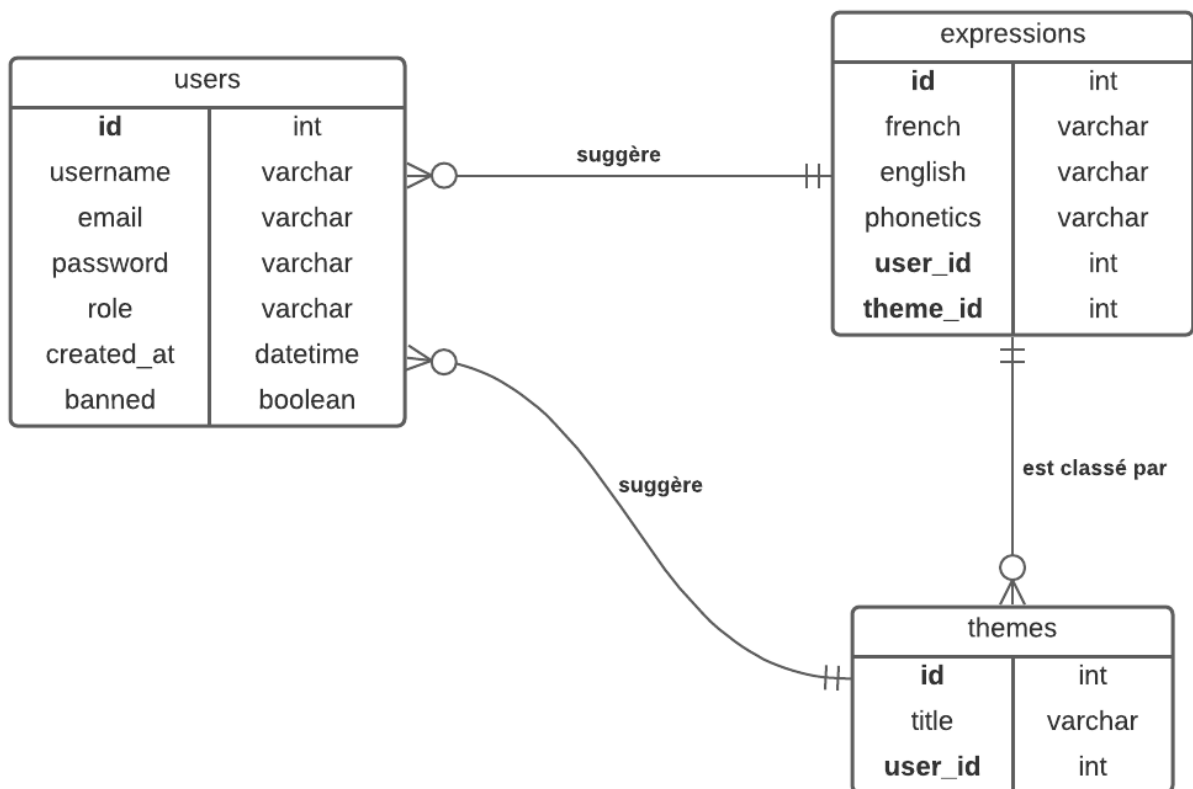 users
id int
username varchar
email varchar
password varchar
role varchar
created_at datetime
banned boolean
suggère
expressions
id int
french varchar
english varchar
phonetics varchar
user_id int
theme_id int
suggère
est classé par
themes
id int
title varchar
user_id int